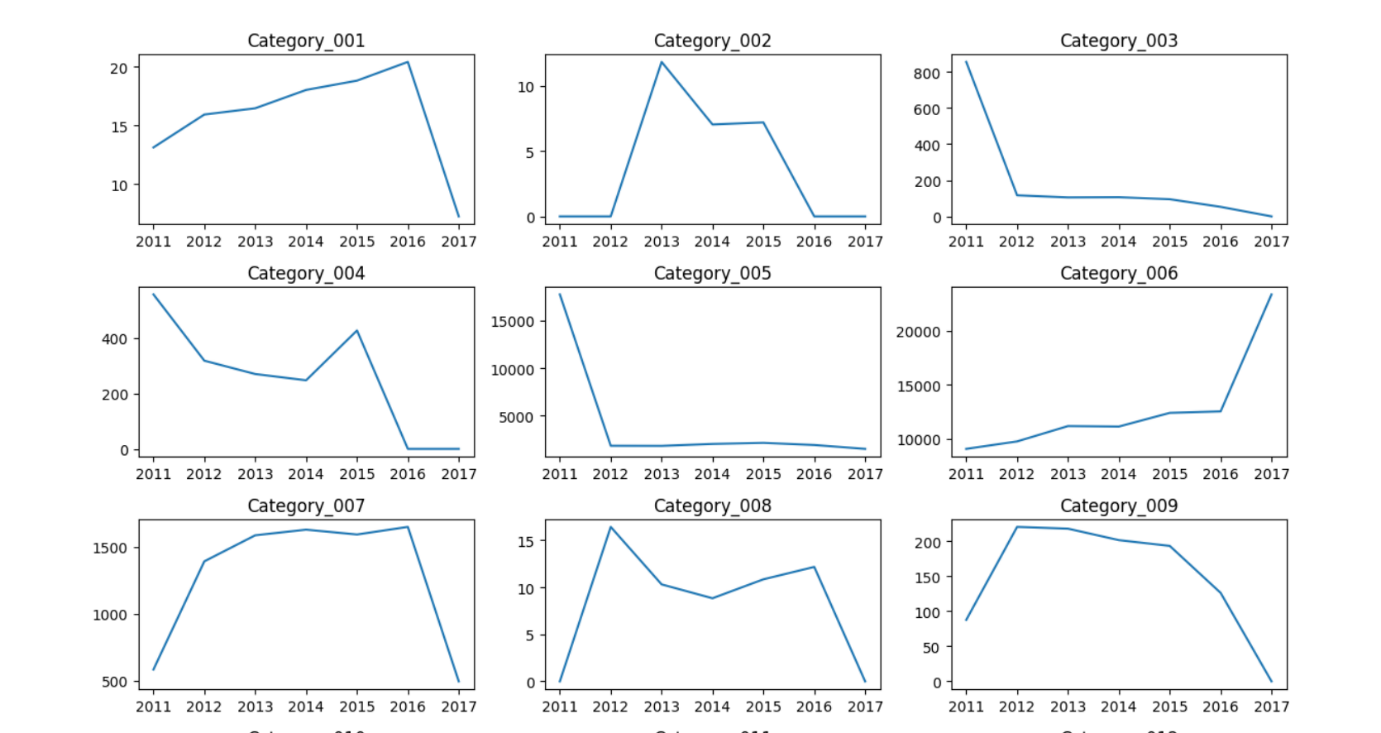 Category_001 Category_002 Category_003
20
15
10
10
5
0
800
600
400
200
0
2011 2012 2013 2014 2015 2016 2017
2011 2012 2013 2014 2015 2016 2017
2011 2012 2013 2014 2015 2016 2017
Category_004 Category_005 Category_006
400
200
0
15000
10000
5000
20000
15000
10000
2011 2012 2013 2014 2015 2016 2017
2011 2012 2013 2014 2015 2016 2017
2011 2012 2013 2014 2015 2016 2017
Category_007 Category_008 Category_009
1500
1000
500
15
10
5
0
200
150
100
50
0
2011 2012 2013 2014 2015 2016 2017
2011 2012 2013 2014 2015 2016 2017
2011 2012 2013 2014 2015 2016 2017